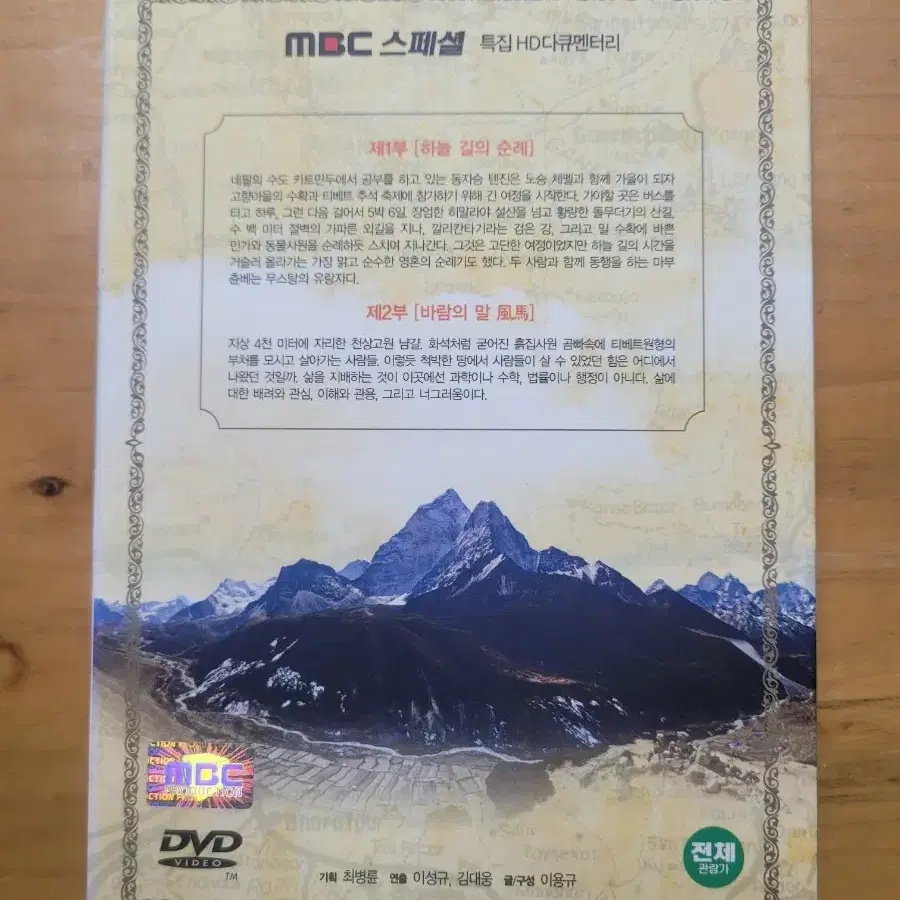 MBC 스페셜 특집 HD다큐멘터리
제1부 [하늘 길의 순례]
네팔의 수도 카트만두에서 공부를 하고 있는 동자승 텐진은 노승 체멜과 함께 가을이 되자
고향마을의 수확과 티베트 추석 축제에 참가하기 위해 긴 여정을 시작한다. 가야할 곳은 버스를
타고 하루, 그런 다음 걸어서 5박 6일. 장엄한 히말라야 설산을 넘고 황량한 돌무더기의 산길,
수 백 미터 절벽의 가파른 외길을 지나, 깔리칸타기라는 검은 강, 그리고 밀 수확에 바쁜
민가와 동물사원을 순례하듯 스치며 지나간다. 그것은 고단한 여정이었지만 하늘 길의 시간을
거슬러 올라가는 가장 맑고 순수한 영혼의 순례기도 했다. 두 사람과 함께 동행을 하는 마부
츈베는 무스탕의 유랑자다.
제2부 [바람의 말 風馬]
지상 4천 미터에 자리한 천상고원 남걀. 화석처럼 굳어진 흙집사원 곰빠속에 티베트원형의
부처를 모시고 살아가는 사람들. 이렇듯 척박한 땅에서 사람들이 살 수 있었던 힘은 어디에서
나왔던 것일까. 삶을 지배하는 것이 이곳에선 과학이나 수학, 법률이나 행정이 아니다. 삶에
대한 배려와 관심, 이해와 관용, 그리고 너그러움이다.
MBC
PRODUCTION
DVD
VIDEO
TM
기획 최병륜 연출 이성규, 김대웅 글/구성 이용규
전체
관람가